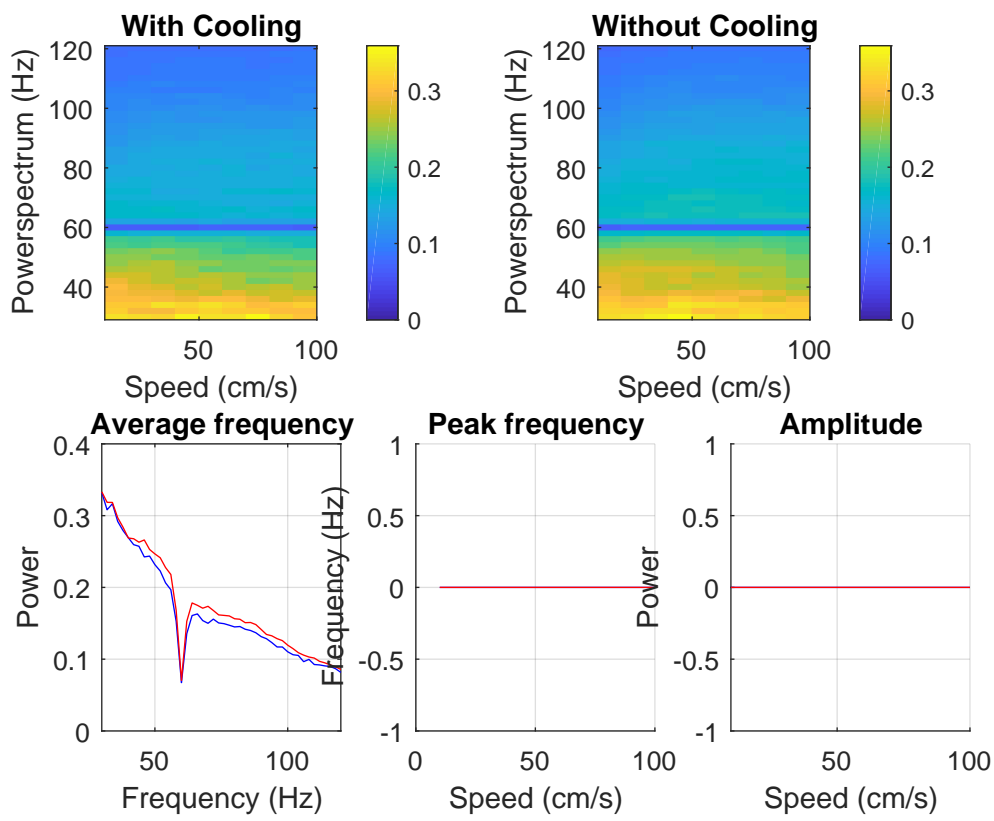 With Cooling
Powerspectrum (Hz)
120
100
80
60
40
50
100
Speed (cm/s)
0.3
0.2
0.1
0
Without Cooling
Powerspectrum (Hz)
120
100
80
60
40
50
100
Speed (cm/s)
0.3
0.2
0.1
0
Average frequency
Power
0.4
0.3
0.2
0.1
0
50
100
Frequency (Hz)
Peak frequency
Frequency (Hz)
1
0.5
0
-0.5
-1
0
50
100
Speed (cm/s)
Amplitude
Power
1
0.5
0
-0.5
-1
50
100
Speed (cm/s)